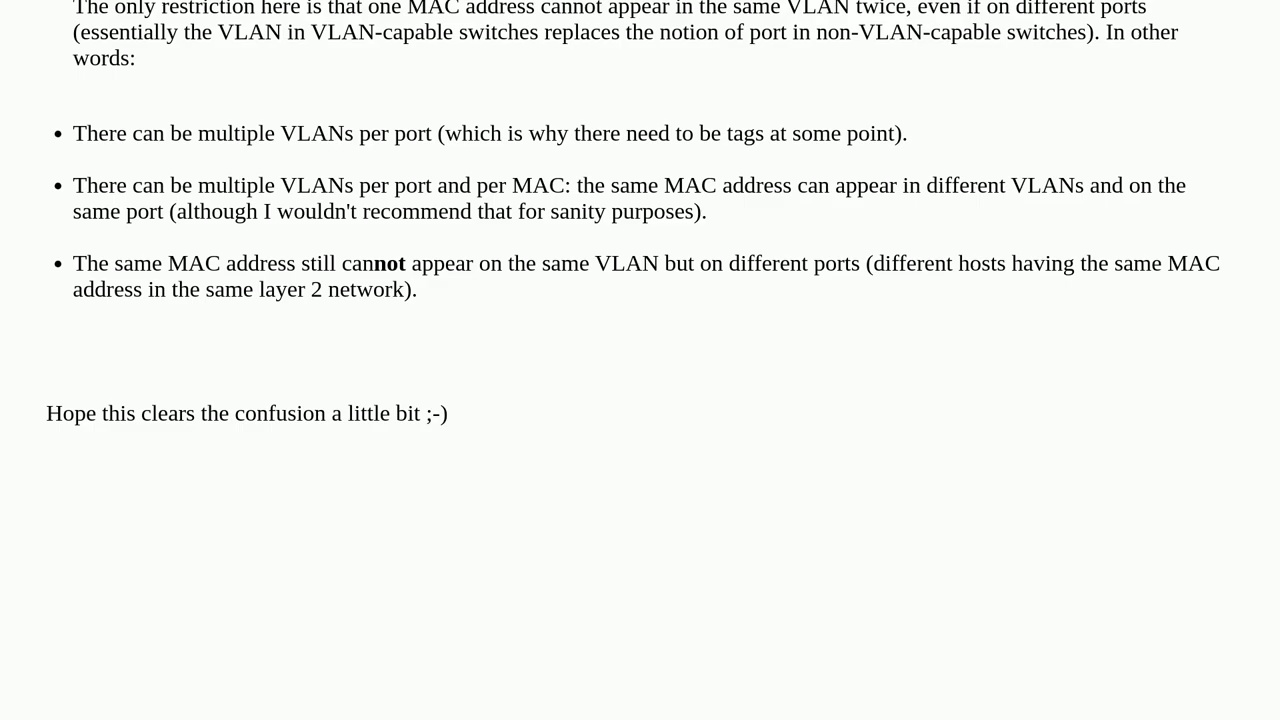 The only restriction here is that one MAC address cannot appear in the same VLAN twice, even if on different ports
(essentially the VLAN in VLAN-capable switches replaces the notion of port in non-VLAN-capable switches). In other
words:
• There can be multiple VLANs per port (which is why there need to be tags at some point).
• There can be multiple VLANs per port and per MAC: the same MAC address can appear in different VLANs and on the
same port (although I wouldn't recommend that for sanity purposes).
• The same MAC address still cannot appear on the same VLAN but on different ports (different hosts having the same MAC
address in the same layer 2 network).
Hope this clears the confusion a little bit ;-)